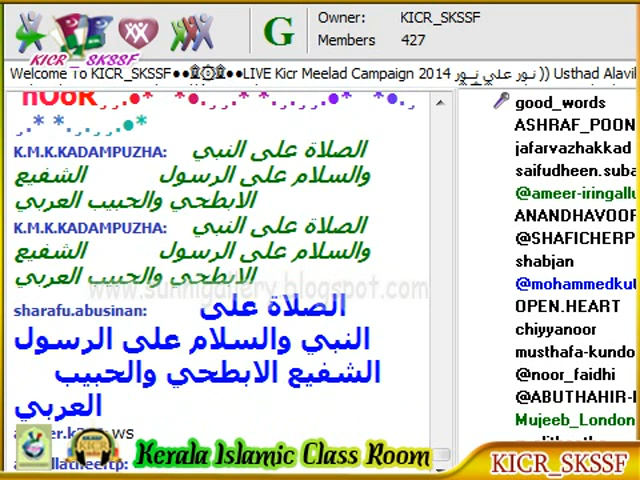 Owner: KICR_SKSSF
Members 427
G
KICR_SKSSF
Welcome To KICR_SKSSF●●۩۞۩●●LIVE Kicr Meelad Campaign 2014 نور علي نور )) Usthad Alavi
nOoR
K.M.K.KADAMPUZHA: الصلاة على النبي
والسلام على الرسول الشفيع
الابطحي والحبيب العربي
K.M.K.KADAMPUZHA: الصلاة على النبي
والسلام على الرسول الشفيع
الابطحي والحبيب العربي
www.sunnigallery.blogspot.com
sharafu.abusinan: الصلاة على
النبي والسلام على الرسول
الشفيع الابطحي والحبيب
العربي
ws
Kerala Islamic Class Room
good_words
ASHRAF_POON
jafarvazhakkad
saifudheen.suba
@ameer-iringallu
ANANDHAVOOR
@SHAFICHERP
shabjan
@mohammedkut
OPEN.HEART
chiyyanoor
musthafa-kundo
@noor_faidhi
@ABUTHAHIR-
Mujeeb_London
KICR_SKSSF